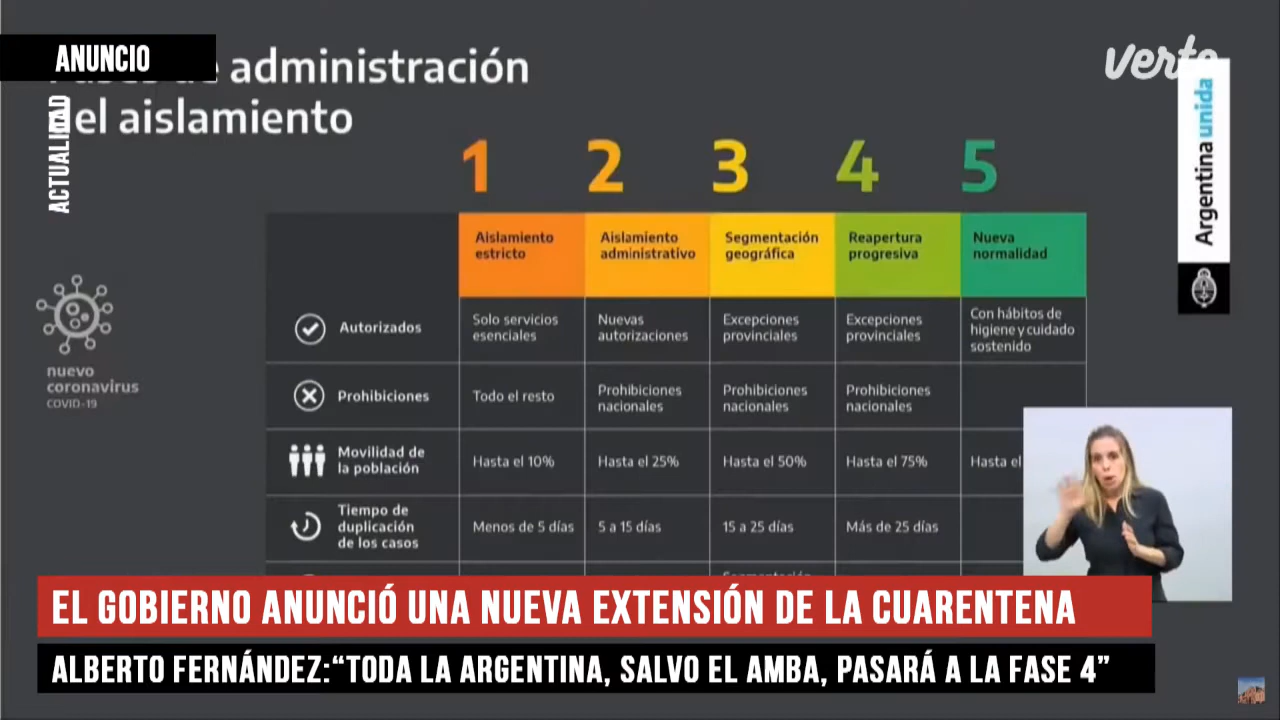 ANUNCIO
de administración
del aislamiento
verte
Argentina unida
ACTUALIDAD
nuevo
coronavirus
COVID-19
1 2 3 4 5
Aislamiento estricto
Aislamiento administrativo
Segmentación geográfica
Reapertura progresiva
Nueva normalidad
Autorizados
Solo servicios esenciales
Nuevas autorizaciones
Excepciones provinciales
Excepciones provinciales
Con hábitos de higiene y cuidado sostenido
Prohibiciones
Todo el resto
Prohibiciones nacionales
Prohibiciones nacionales
Prohibiciones nacionales
Movilidad de la población
Hasta el 10%
Hasta el 25%
Hasta el 50%
Hasta el 75%
Hasta el
Tiempo de duplicación de los casos
Menos de 5 días
5 a 15 días
15 a 25 días
Más de 25 días
EL GOBIERNO ANUNCIÓ UNA NUEVA EXTENSIÓN DE LA CUARENTENA
ALBERTO FERNÁNDEZ:“TODA LA ARGENTINA, SALVO EL AMBA, PASARÁ A LA FASE 4”